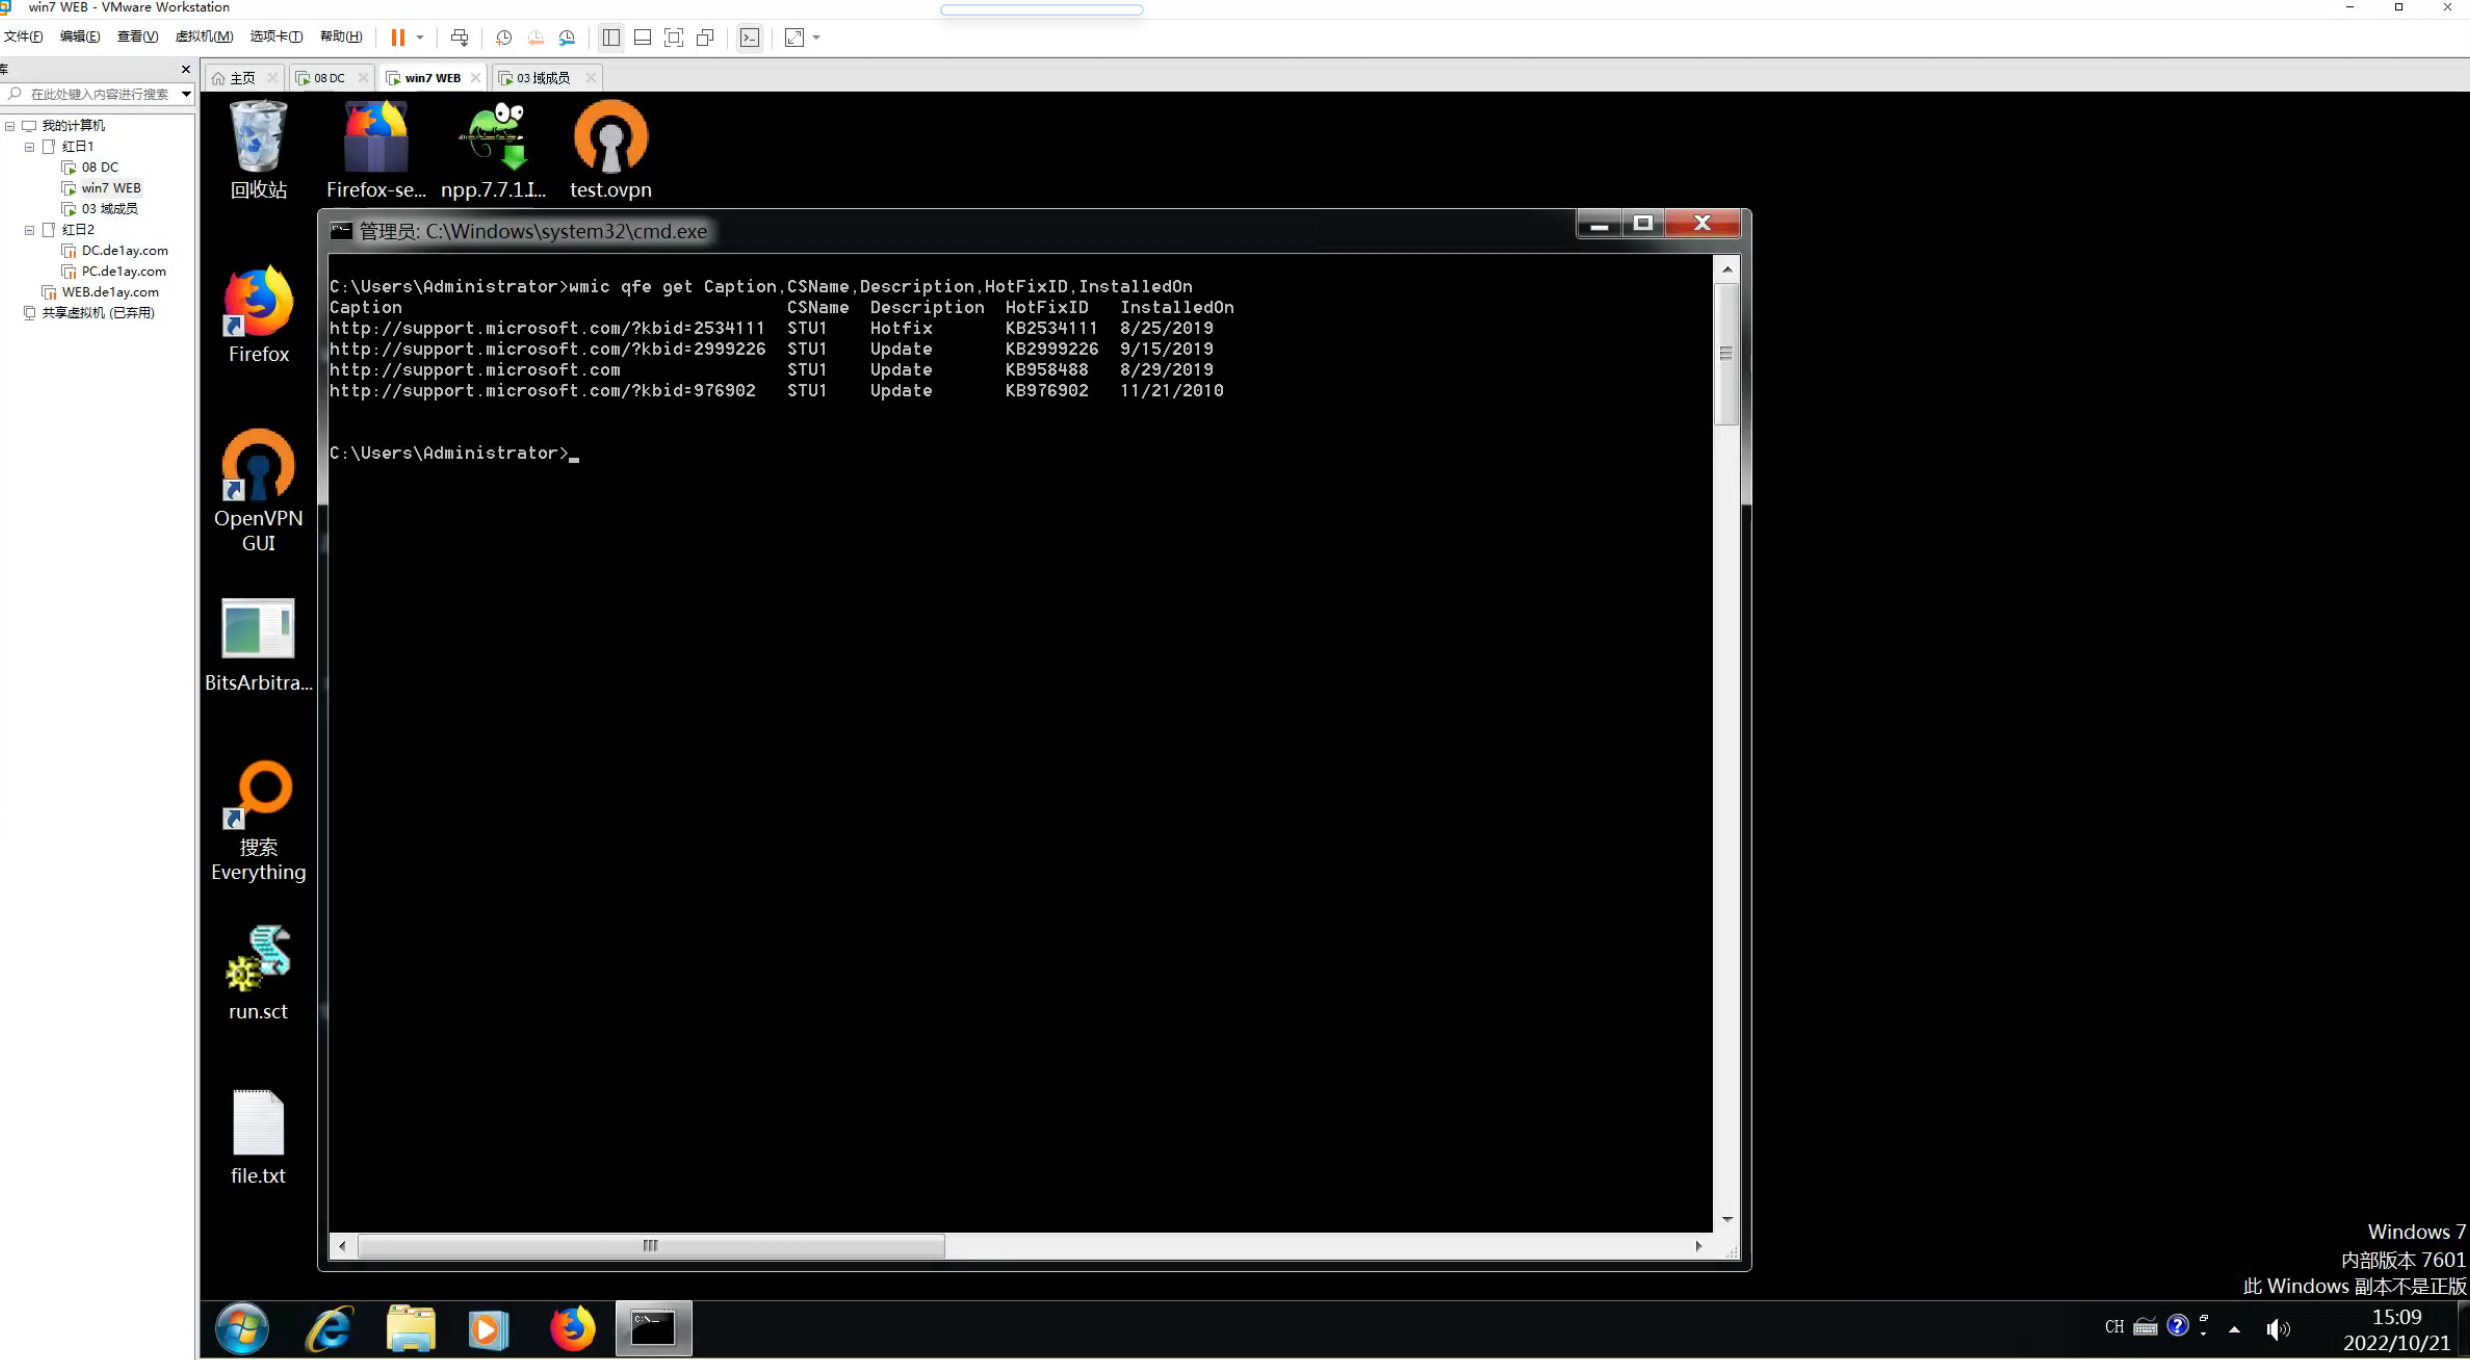 win7 WEB - VMware Workstation
文件(F) 编辑(E) 查看(V) 虚拟机(M) 选项卡(T) 帮助(H)
库
在此处键入内容进行搜索
我的计算机
红日1
08 DC
win7 WEB
03 域成员
红日2
DC.de1ay.com
PC.de1ay.com
WEB.de1ay.com
共享虚拟机 (已弃用)
主页 08 DC win7 WEB 03 域成员
回收站 Firefox-se... npp.7.7.1.I... test.ovpn
Firefox
OpenVPN
GUI
BitsArbitra...
搜索
Everything
run.sct
file.txt
管理员: C:\Windows\system32\cmd.exe
C:\Users\Administrator>wmic qfe get Caption,CSName,Description,HotFixID,InstalledOn
Caption CSName Description HotFixID InstalledOn
http://support.microsoft.com/?kbid=2534111 STU1 Hotfix KB2534111 8/25/2019
http://support.microsoft.com/?kbid=2999226 STU1 Update KB2999226 9/15/2019
http://support.microsoft.com STU1 Update KB958488 8/29/2019
http://support.microsoft.com/?kbid=976902 STU1 Update KB976902 11/21/2010
C:\Users\Administrator>
Windows 7
内部版本 7601
此 Windows 副本不是正版
CH
15:09
2022/10/21